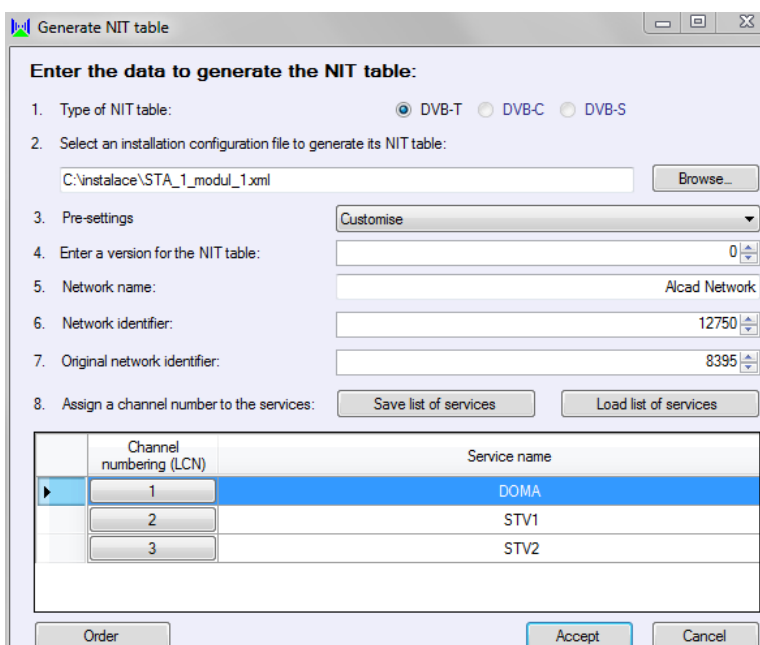 Generate NIT table
Enter the data to generate the NIT table:
1. Type of NIT table: DVB-T DVB-C DVB-S
2. Select an installation configuration file to generate its NIT table:
C:\instalace\STA_1_modul_1.xml Browse...
3. Pre-settings Customise
4. Enter a version for the NIT table: 0
5. Network name: Alcad Network
6. Network identifier: 12750
7. Original network identifier: 8395
8. Assign a channel number to the services: Save list of services Load list of services
Channel
numbering (LCN) Service name
1 DOMA
2 STV1
3 STV2
Order Accept Cancel